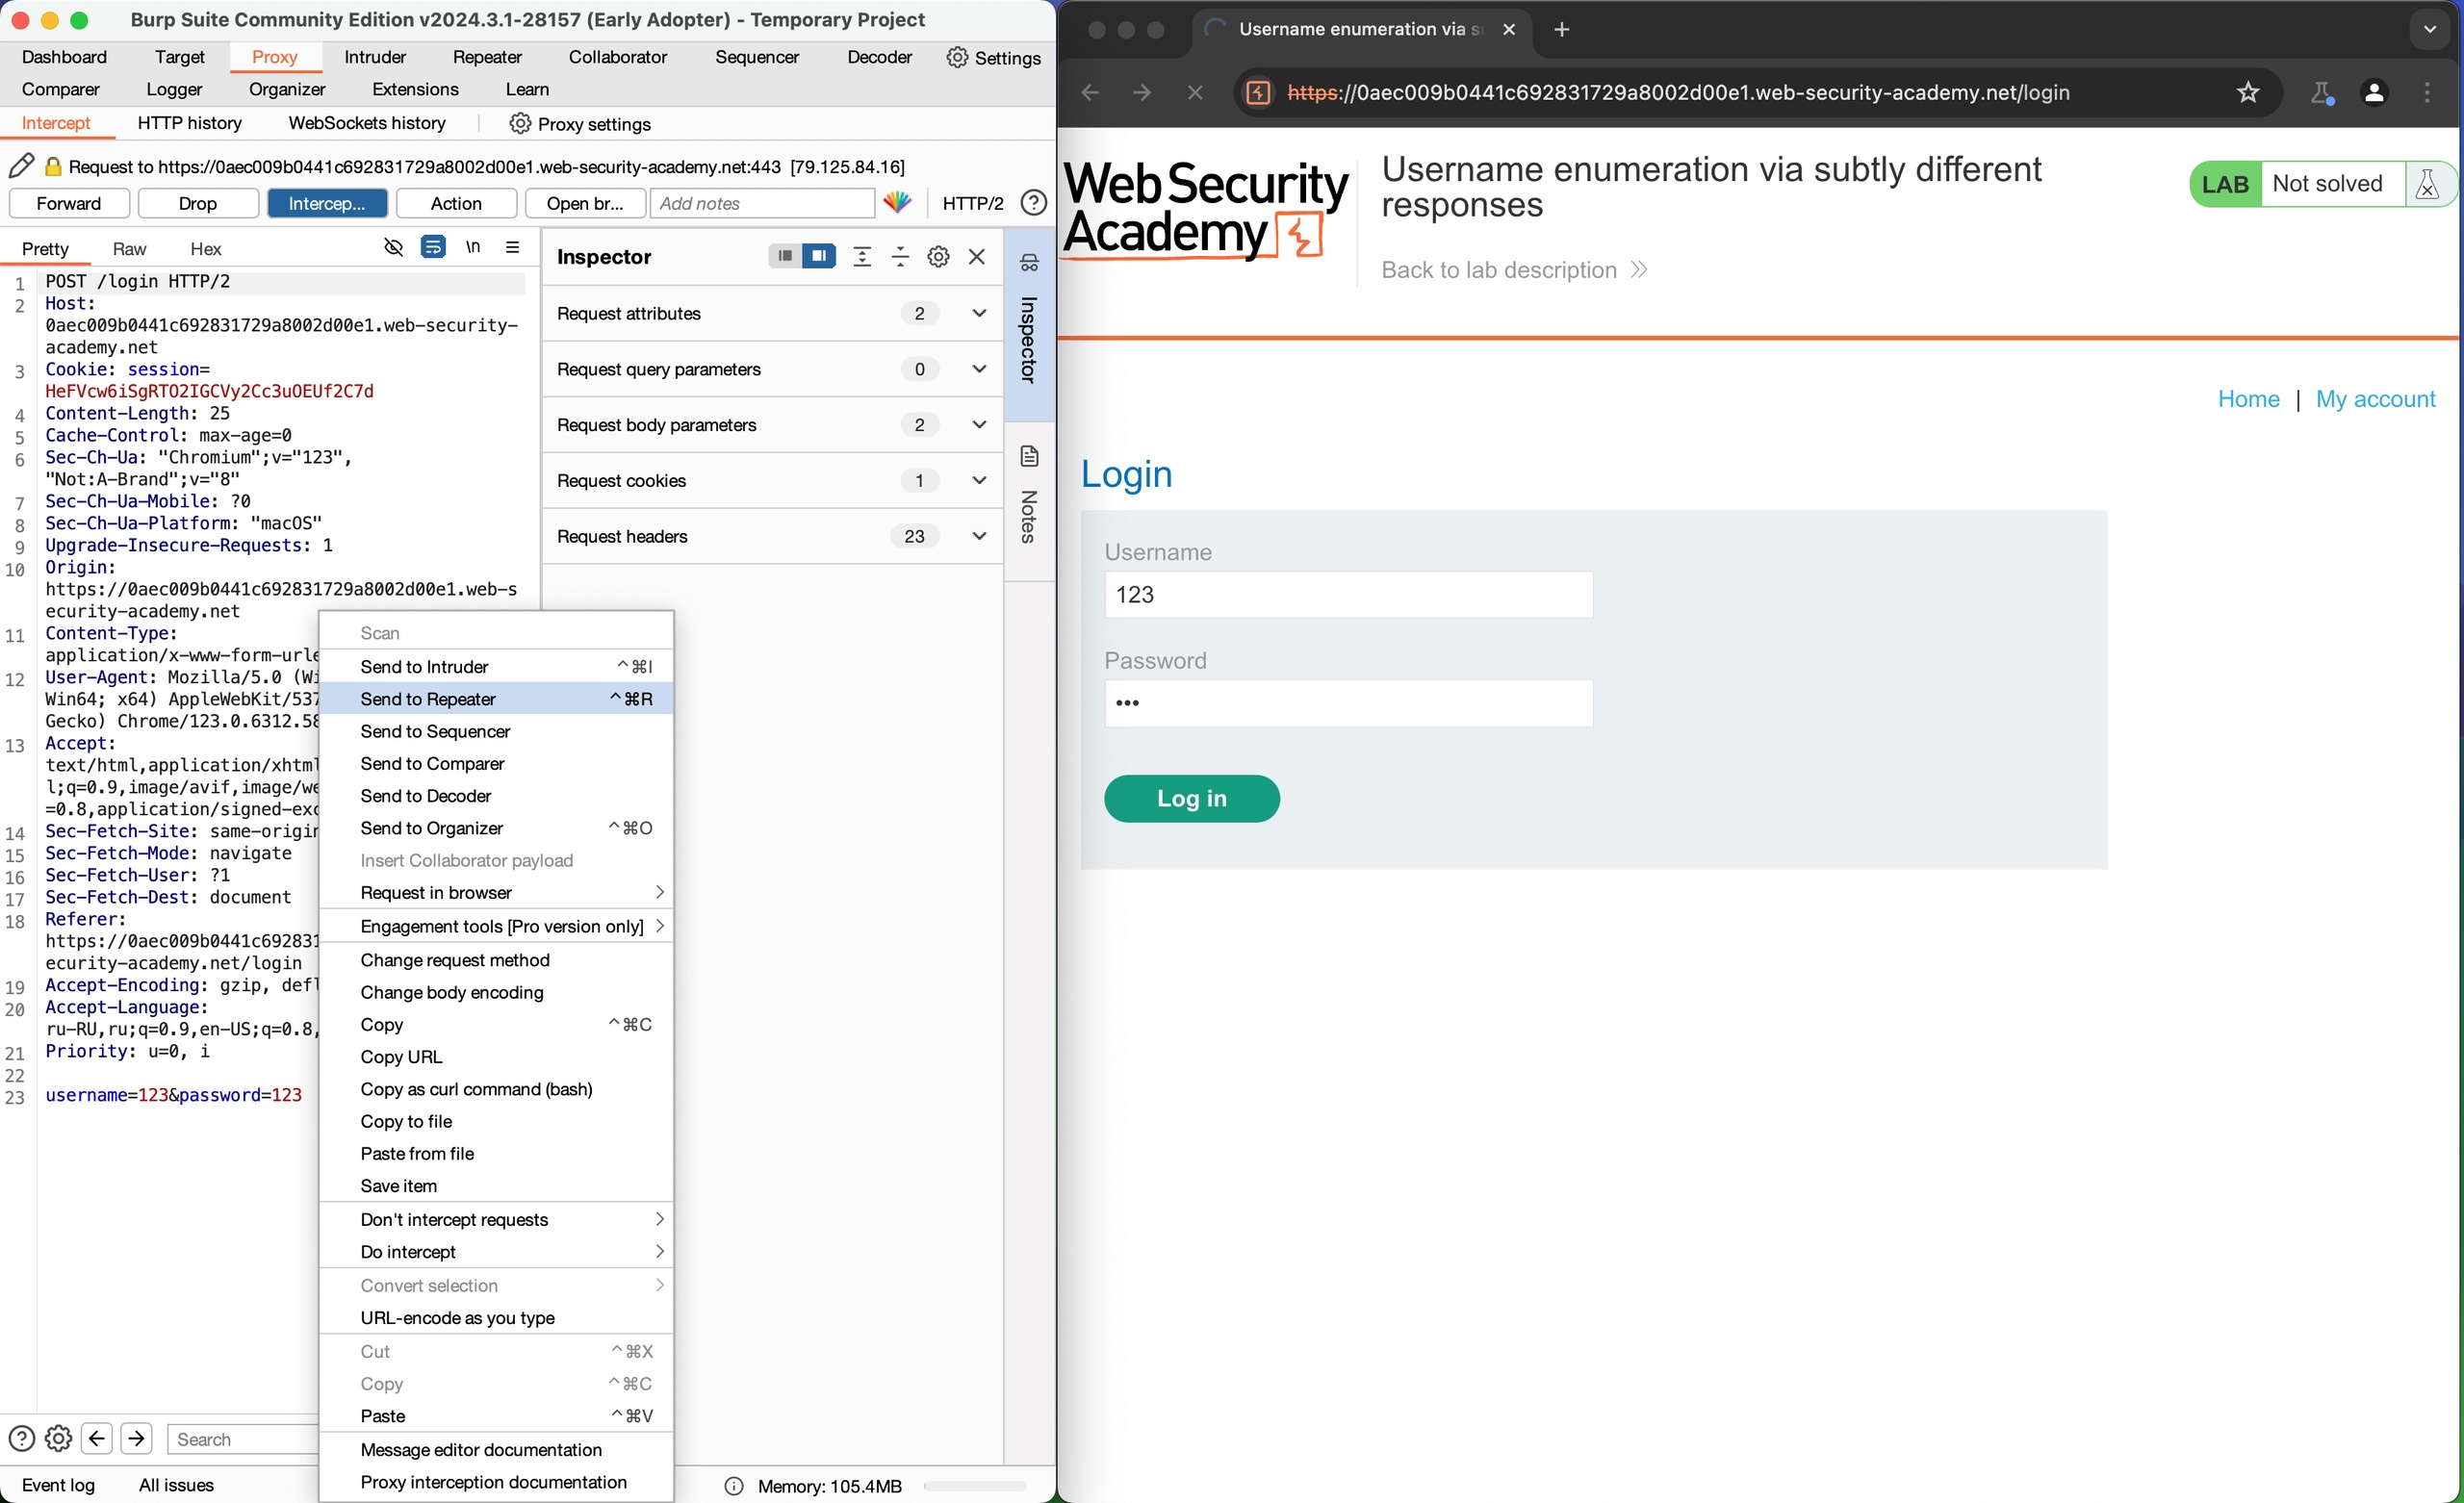 Burp Suite Community Edition v2024.3.1-28157 (Early Adopter) - Temporary Project
Dashboard Target Proxy Intruder Repeater Collaborator Sequencer Decoder Settings
Comparer Logger Organizer Extensions Learn
Intercept HTTP history WebSockets history Proxy settings
Request to https://0aec009b0441c692831729a8002d00e1.web-security-academy.net:443 [79.125.84.16]
Forward Drop Intercep... Action Open br... Add notes HTTP/2 ?
Pretty Raw Hex \n
1 POST /login HTTP/2
2 Host:
0aec009b0441c692831729a8002d00e1.web-security-
academy.net
3 Cookie: session=
HeFVcw6iSgRTO2IGCVy2Cc3uOEUf2C7d
4 Content-Length: 25
5 Cache-Control: max-age=0
6 Sec-Ch-Ua: "Chromium";v="123",
"Not:A-Brand";v="8"
7 Sec-Ch-Ua-Mobile: ?0
8 Sec-Ch-Ua-Platform: "macOS"
9 Upgrade-Insecure-Requests: 1
10 Origin:
https://0aec009b0441c692831729a8002d00e1.web-s
ecurity-academy.net
11 Content-Type:
application/x-www-form-urle
12 User-Agent: Mozilla/5.0 (Wi
Win64; x64) AppleWebKit/537
Gecko) Chrome/123.0.6312.58
13 Accept:
text/html,application/xhtml
l;q=0.9,image/avif,image/we
=0.8,application/signed-exc
14 Sec-Fetch-Site: same-origin
15 Sec-Fetch-Mode: navigate
16 Sec-Fetch-User: ?1
17 Sec-Fetch-Dest: document
18 Referer:
https://0aec009b0441c692831
ecurity-academy.net/login
19 Accept-Encoding: gzip, defl
20 Accept-Language:
ru-RU,ru;q=0.9,en-US;q=0.8,
21 Priority: u=0, i
22
23 username=123&password=123
Inspector
Request attributes 2
Request query parameters 0
Request body parameters 2
Request cookies 1
Request headers 23
Inspector
Notes
Scan
Send to Intruder ^⌘I
Send to Repeater ^⌘R
Send to Sequencer
Send to Comparer
Send to Decoder
Send to Organizer ^⌘O
Insert Collaborator payload
Request in browser
Engagement tools [Pro version only]
Change request method
Change body encoding
Copy ^⌘C
Copy URL
Copy as curl command (bash)
Copy to file
Paste from file
Save item
Don't intercept requests
Do intercept
Convert selection
URL-encode as you type
Cut ^⌘X
Copy ^⌘C
Paste ^⌘V
Message editor documentation
Proxy interception documentation
? Search
Event log All issues Memory: 105.4MB
Username enumeration via s
https://0aec009b0441c692831729a8002d00e1.web-security-academy.net/login
Web Security
Academy
Username enumeration via subtly different
responses
Back to lab description
LAB Not solved
Home | My account
Login
Username
123
Password
•••
Log in